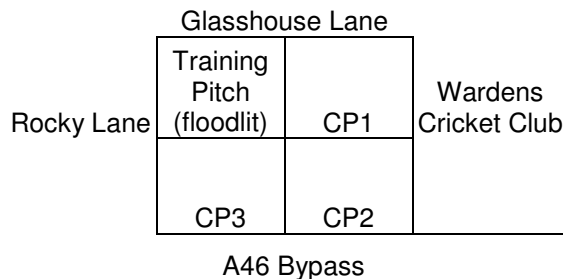 Glasshouse Lane
Training
Pitch
(floodlit)
Rocky Lane
CP1
Wardens
Cricket Club
CP3
CP2
A46 Bypass